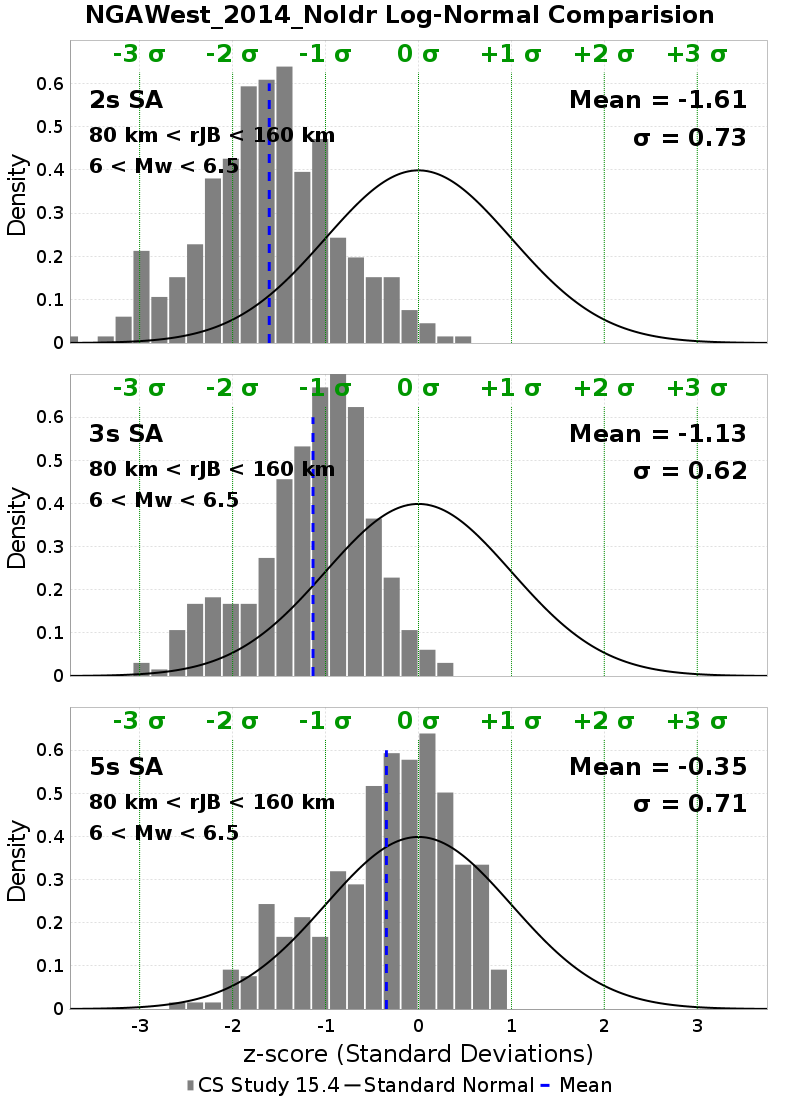 NGAWest_2014_NoIdr Log-Normal Comparision
-3 σ -2 σ -1 σ 0 σ +1 σ +2 σ +3 σ
2s SA
Mean = -1.61
80 km < rJB < 160 km
σ = 0.73
6 < Mw < 6.5
0.6
0.5
0.4
0.3
0.2
0.1
0
Density
-3 σ -2 σ -1 σ 0 σ +1 σ +2 σ +3 σ
3s SA
Mean = -1.13
80 km < rJB < 160 km
σ = 0.62
6 < Mw < 6.5
0.6
0.5
0.4
0.3
0.2
0.1
0
Density
-3 σ -2 σ -1 σ 0 σ +1 σ +2 σ +3 σ
5s SA
Mean = -0.35
80 km < rJB < 160 km
σ = 0.71
6 < Mw < 6.5
0.6
0.5
0.4
0.3
0.2
0.1
0
Density
-3 -2 -1 0 1 2 3
z-score (Standard Deviations)
CS Study 15.4 Standard Normal Mean